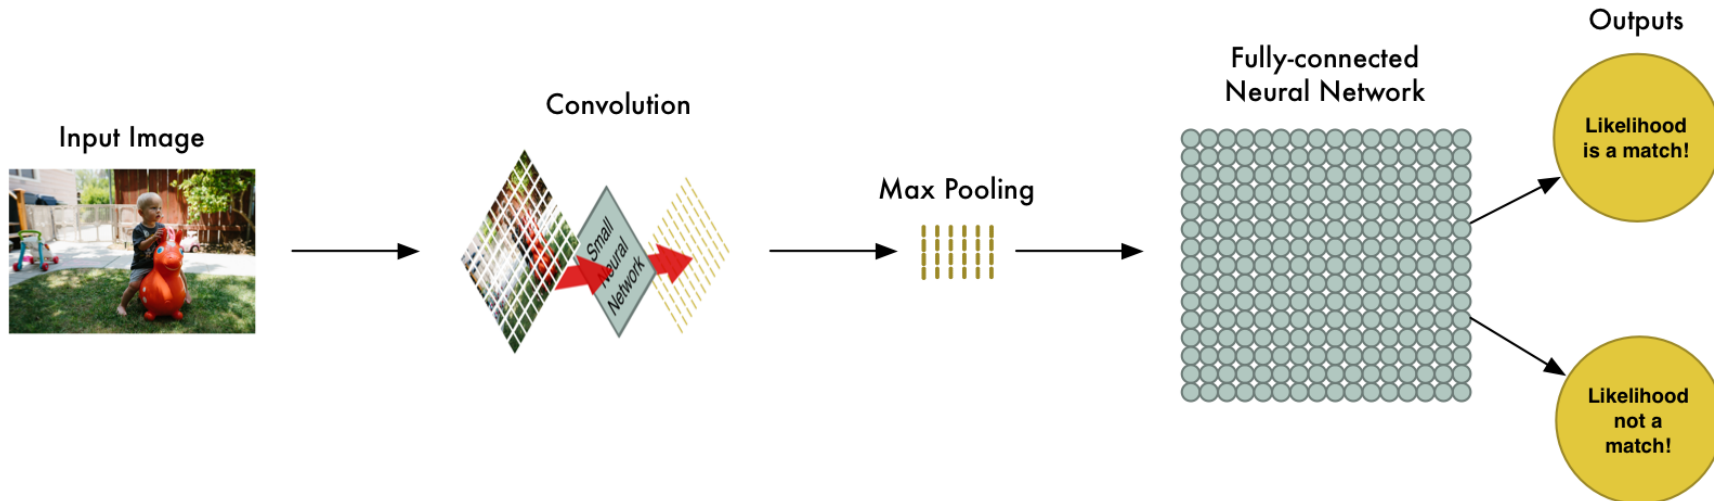 Input Image
Convolution
Small
Neural
Network
Max Pooling
Fully-connected
Neural Network
Outputs
Likelihood
is a match!
Likelihood
not a
match!